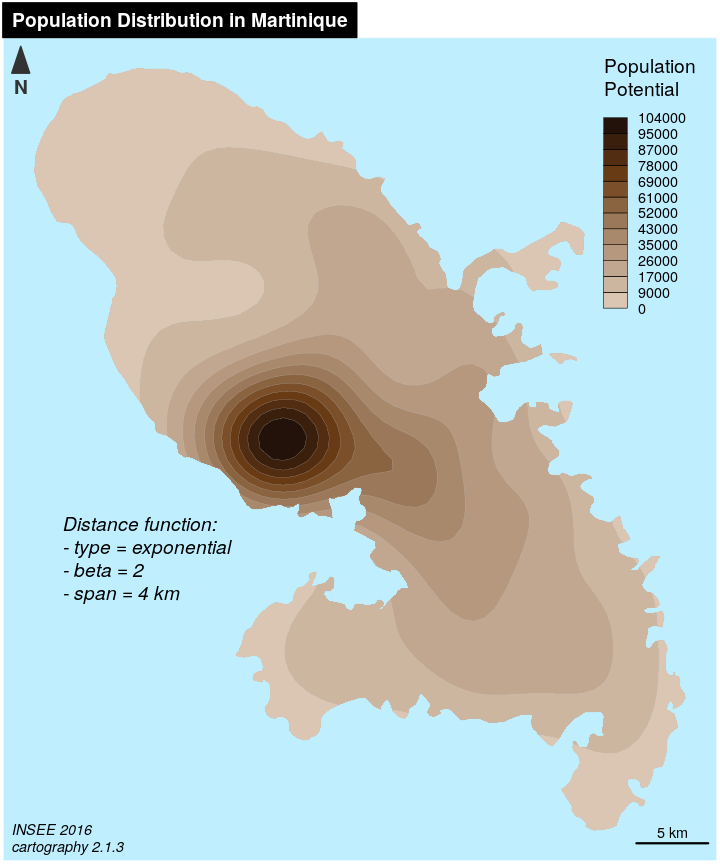 Population Distribution in Martinique
N
Population
Potential
104000
95000
87000
78000
69000
61000
52000
43000
35000
26000
17000
9000
0
Distance function:
- type = exponential
- beta = 2
- span = 4 km
INSEE 2016
cartography 2.1.3
5 km